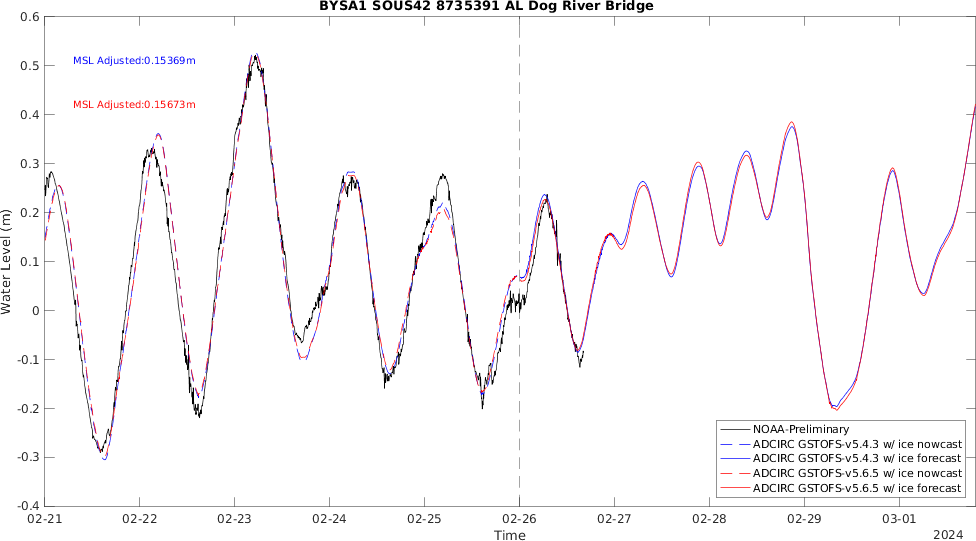 BYSA1 SOUS42 8735391 AL Dog River Bridge
MSL Adjusted:0.15369m
MSL Adjusted:0.15673m
Water Level (m)
0.6
0.5
0.4
0.3
0.2
0.1
0
-0.1
-0.2
-0.3
-0.4
NOAA-Preliminary
ADCIRC GSTOFS-v5.4.3 w/ ice nowcast
ADCIRC GSTOFS-v5.4.3 w/ ice forecast
ADCIRC GSTOFS-v5.6.5 w/ ice nowcast
ADCIRC GSTOFS-v5.6.5 w/ ice forecast
02-21 02-22 02-23 02-24 02-25 02-26 02-27 02-28 02-29 03-01
Time
2024